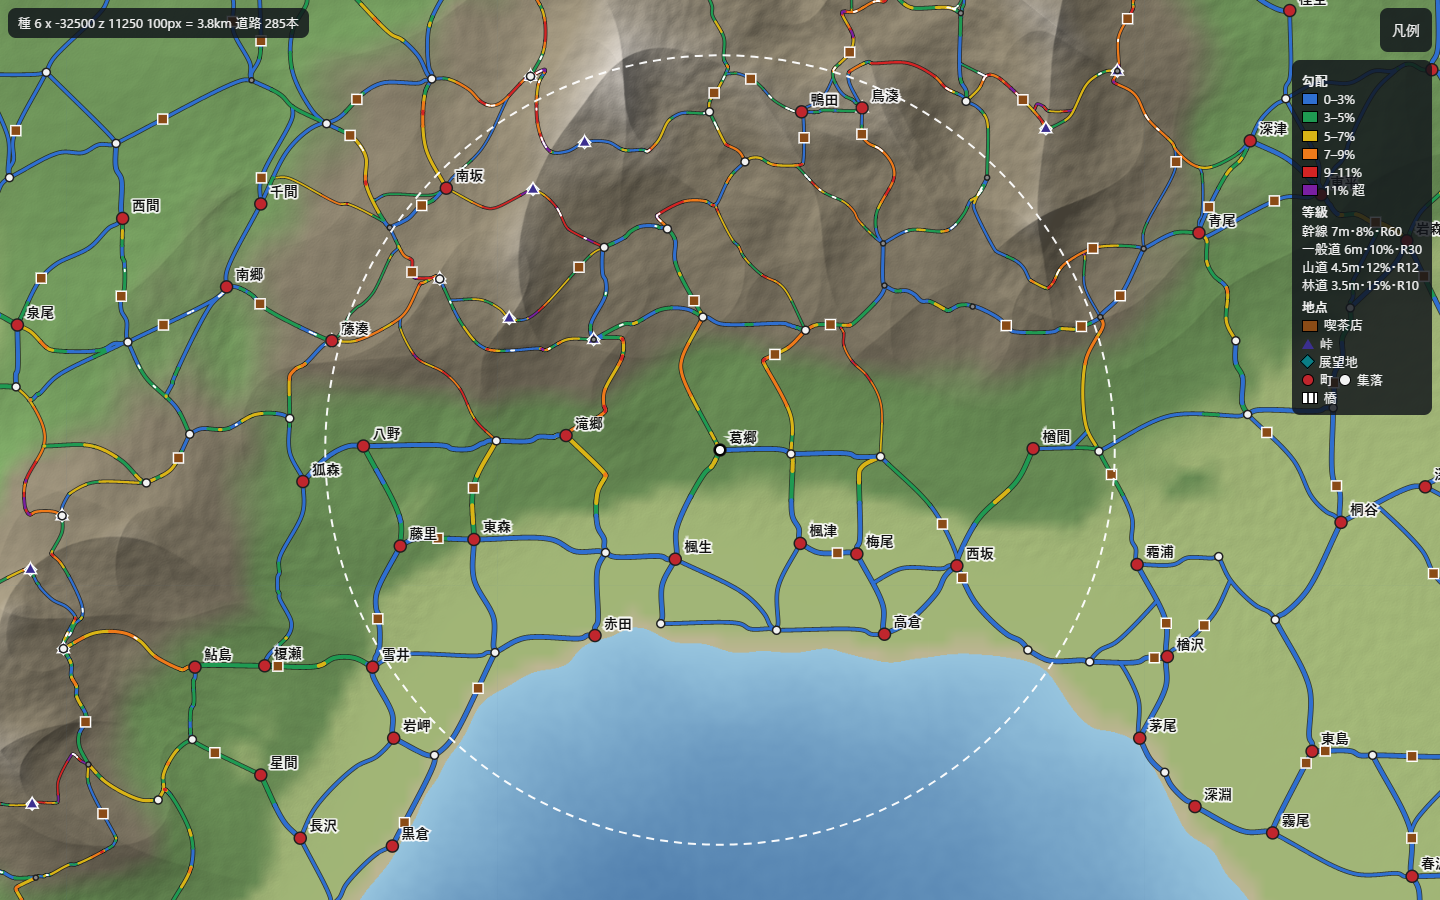 種 6 x -32500 z 11250 100px = 3.8km 道路 285本
凡例
勾配
0–3%
3–5%
5–7%
7–9%
9–11%
11% 超
等級
幹線 7m･8%･R60
一般道 6m･10%･R30
山道 4.5m･12%･R12
林道 3.5m･15%･R10
地点
喫茶店
峠
展望地
町 集落
橋
鴨田
鳥湊
深津
南坂
千間
西間
青尾
南郷
泉尾
藤湊
滝郷
八野
葛郷
楢間
狐森
桐谷
藤里
東森
楓津
梅尾
楓生
西坂
霜浦
赤田
高倉
鮎島
榎瀬
雪井
楢沢
岩岬
茅尾
東島
星間
深淵
長沢
黒倉
霧尾